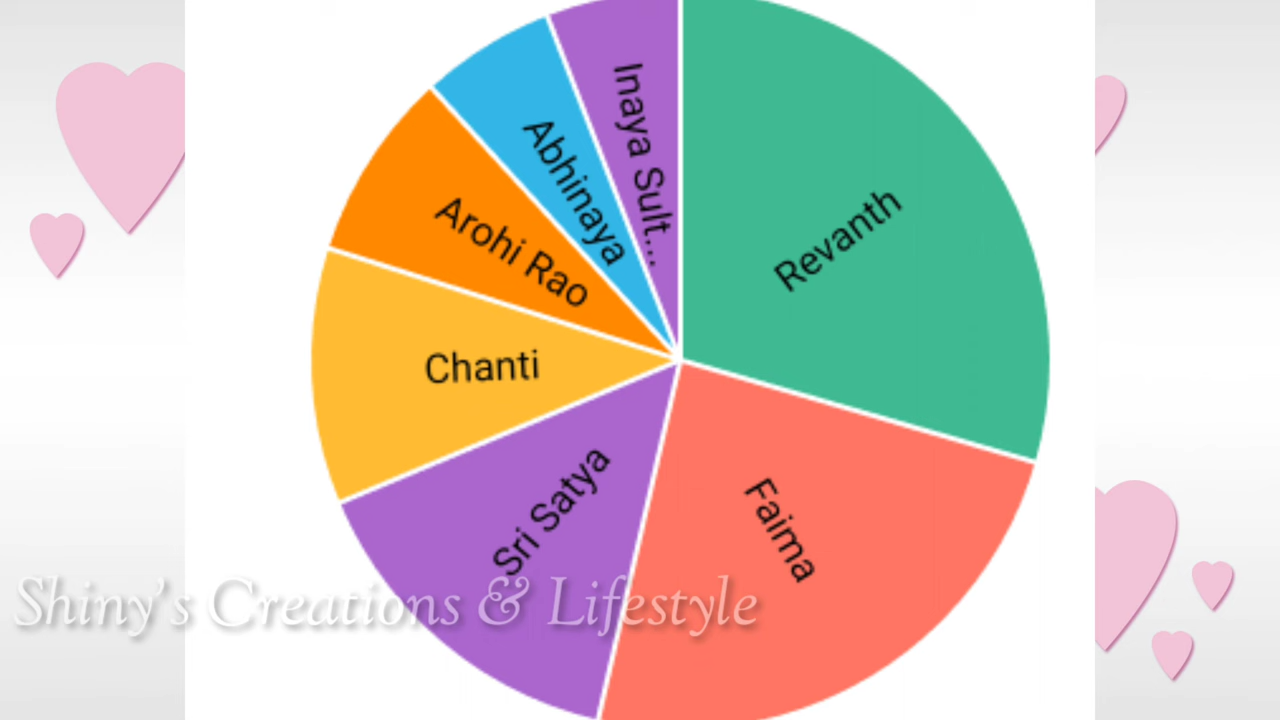 Inaya Sult...
Abhinaya
Revanth
Arohi Rao
Chanti
Sri Satya
Faima
Shiny's Creations & Lifestyle